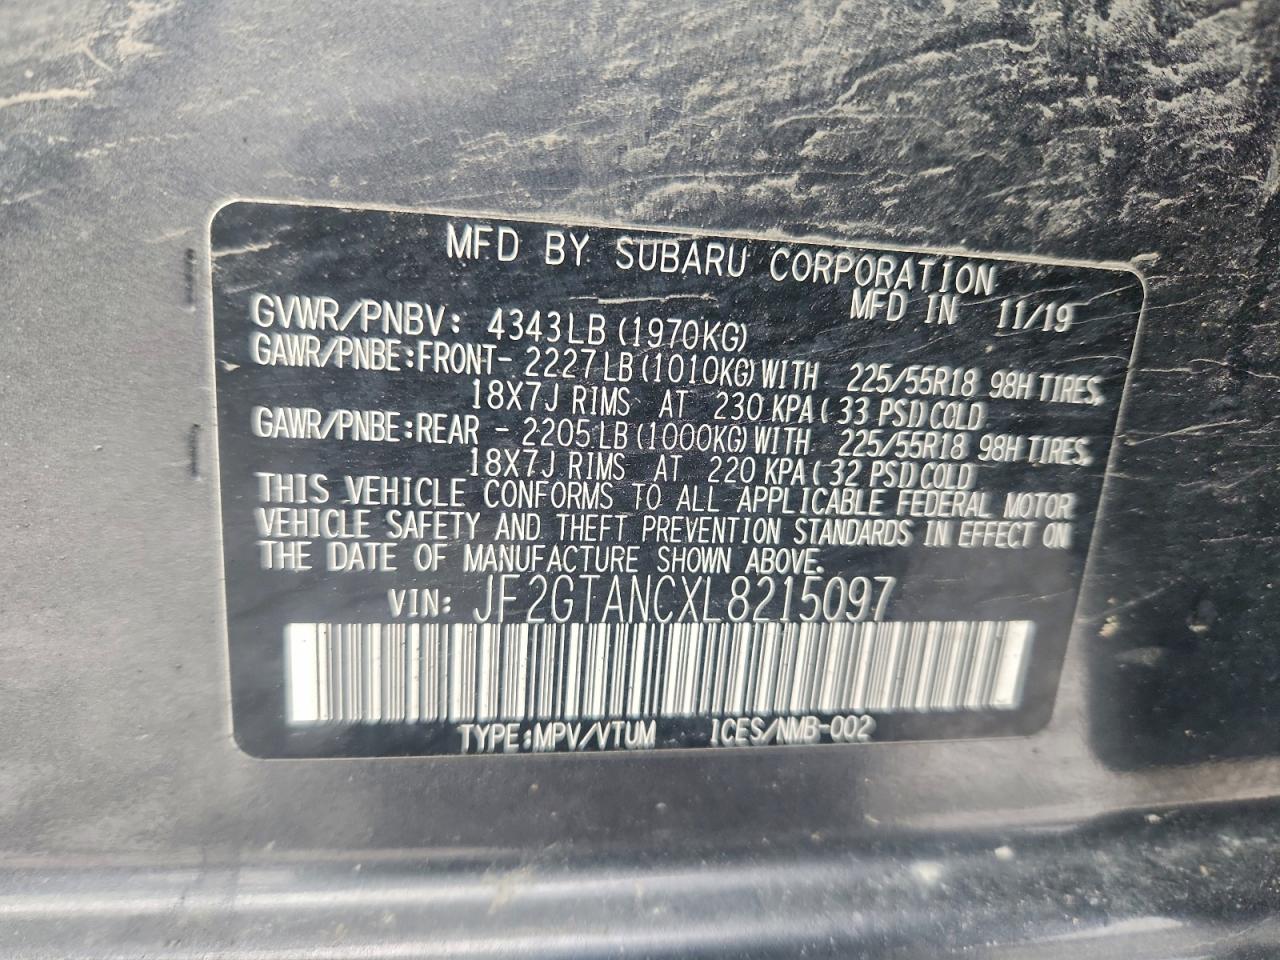 MFD BY SUBARU CORPORATION
MFD IN 11/19
GVWR/PNBV: 4343LB (1970KG)
GAWR/PNBE:FRONT- 2227LB (1010KG) WITH 225/55R18 98H TIRES,
18X7J RIMS AT 230 KPA( 33 PSI) COLD
GAWR/PNBE:REAR - 2205LB (1000KG) WITH 225/55R18 98H TIRES,
18X7J RIMS AT 220 KPA( 32 PSI) COLD
THIS VEHICLE CONFORMS TO ALL APPLICABLE FEDERAL MOTOR
VEHICLE SAFETY AND THEFT PREVENTION STANDARDS IN EFFECT ON
THE DATE OF MANUFACTURE SHOWN ABOVE.
VIN: JF2GTANCXL8215097
TYPE:MPV/VTUM ICES/NMB-002